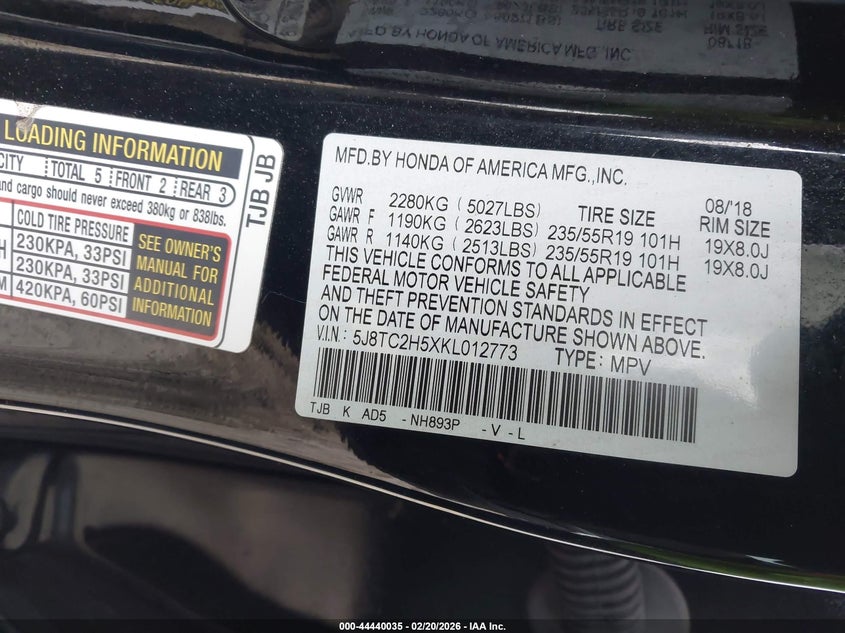 LOADING INFORMATION
CITY TOTAL 5 FRONT 2 REAR 3
and cargo should never exceed 380kg or 838lbs.
COLD TIRE PRESSURE
230KPA, 33PSI
230KPA, 33PSI
420KPA, 60PSI
SEE OWNER'S
MANUAL FOR
ADDITIONAL
INFORMATION
TJB JB
MFD.BY HONDA OF AMERICA MFG.,INC.
08/'18
GVWR 2280KG (5027LBS) TIRE SIZE RIM SIZE
GAWR F 1190KG (2623LBS) 235/55R19 101H 19X8.0J
GAWR R 1140KG (2513LBS) 235/55R19 101H 19X8.0J
THIS VEHICLE CONFORMS TO ALL APPLICABLE
FEDERAL MOTOR VEHICLE SAFETY
AND THEFT PREVENTION STANDARDS IN EFFECT
ON THE DATE OF MANUFACTURE SHOWN ABOVE.
V.I.N.: 5J8TC2H5XKL012773 TYPE: MPV
TJB K AD5 -NH893P -V-L
000-44440035 - 02/20/2026 - IAA Inc.